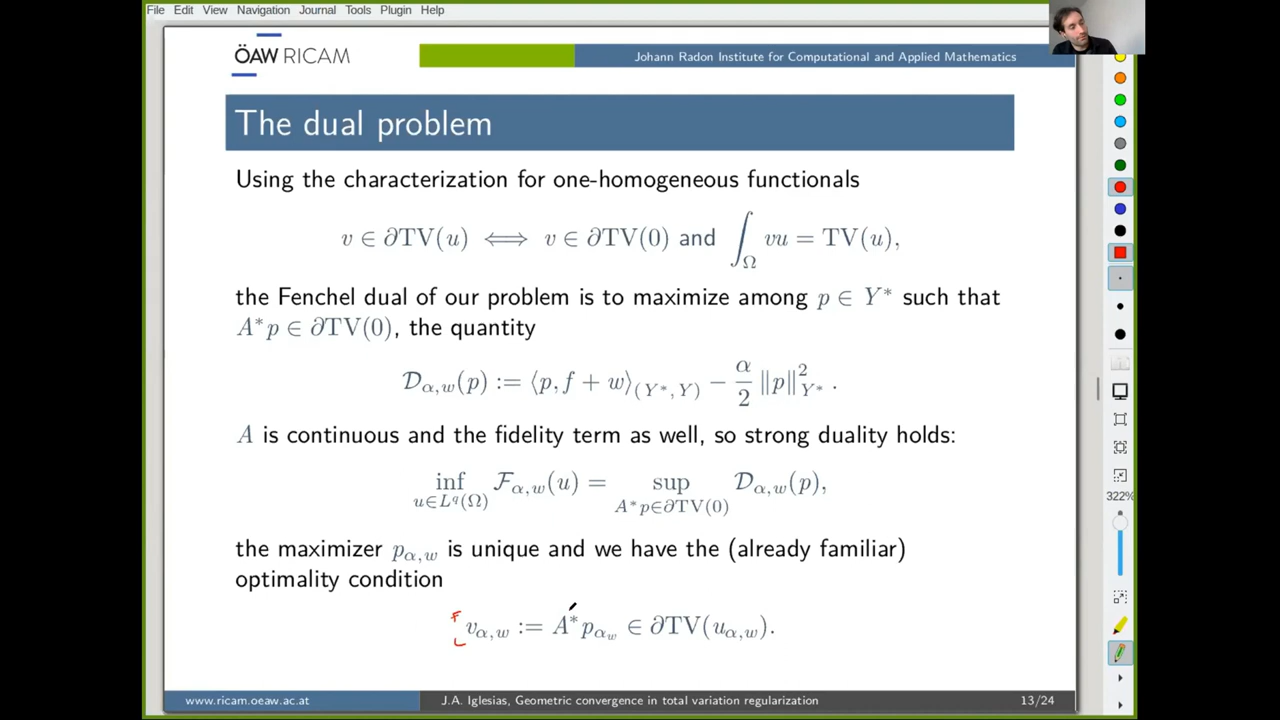 File Edit View Navigation Journal Tools Plugin Help
ÖAW RICAM
Johann Radon Institute for Computational and Applied Mathematics
The dual problem
Using the characterization for one-homogeneous functionals
v ∈ ∂TV(u) ⟺ v ∈ ∂TV(0) and ∫_Ω vu = TV(u),
the Fenchel dual of our problem is to maximize among p ∈ Y* such that
A*p ∈ ∂TV(0), the quantity
𝒟_{α,w}(p) := ⟨p, f + w⟩_{(Y*,Y)} − α/2 ‖p‖²_{Y*} .
A is continuous and the fidelity term as well, so strong duality holds:
inf_{u∈L^q(Ω)} ℱ_{α,w}(u) = sup_{A*p∈∂TV(0)} 𝒟_{α,w}(p),
the maximizer p_{α,w} is unique and we have the (already familiar)
optimality condition
v_{α,w} := A*p_{α_w} ∈ ∂TV(u_{α,w}).
322%
www.ricam.oeaw.ac.at
J.A. Iglesias, Geometric convergence in total variation regularization
13/24